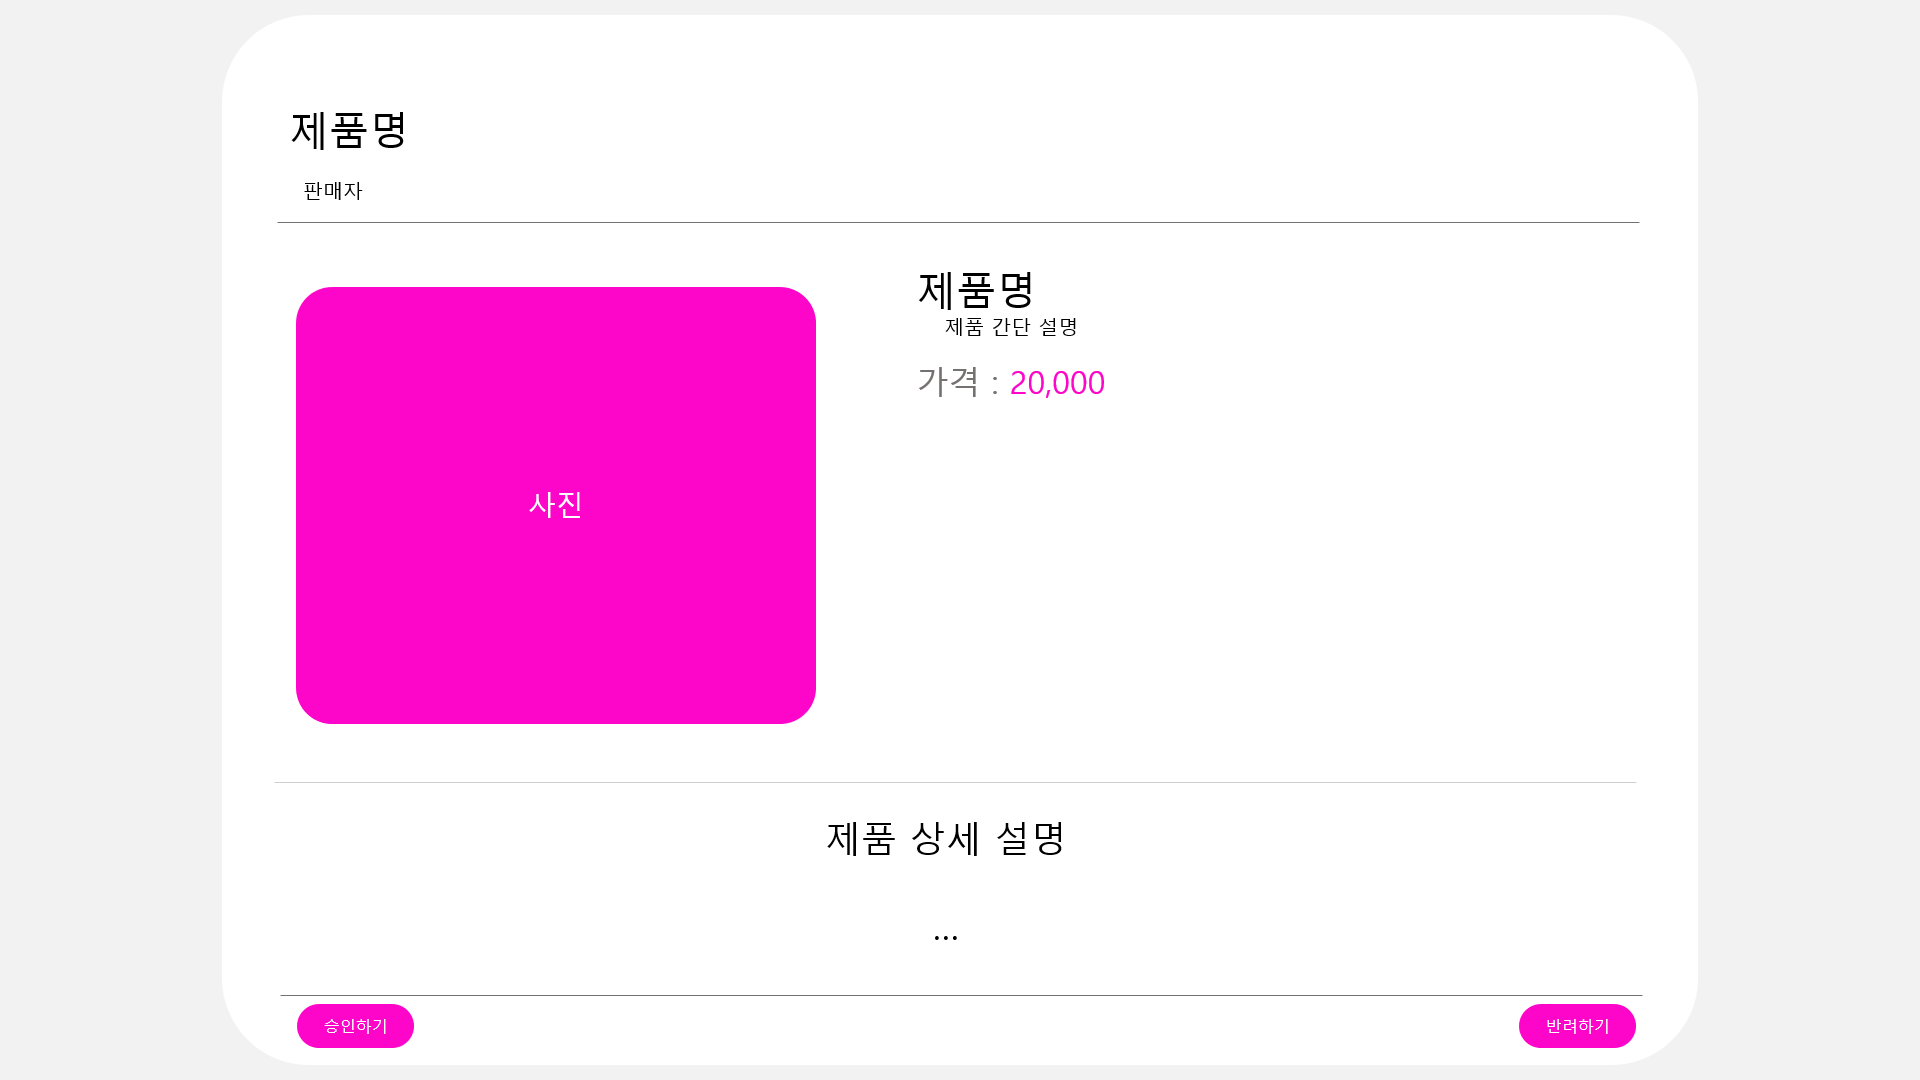 제품명
판매자
사진
제품명
제품 간단 설명
가격 : 20,000
제품 상세 설명
...
승인하기
반려하기